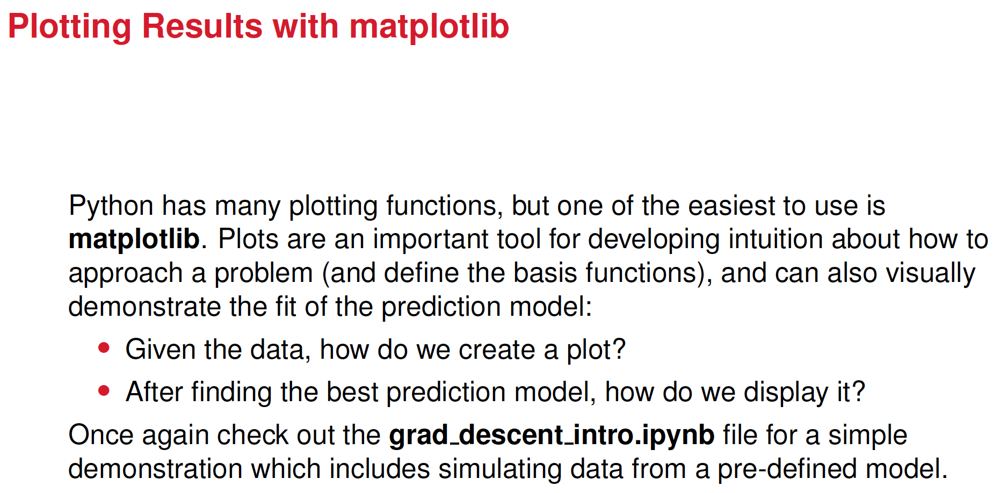 Plotting Results with matplotlib
Python has many plotting functions, but one of the easiest to use is
matplotlib. Plots are an important tool for developing intuition about how to
approach a problem (and define the basis functions), and can also visually
demonstrate the fit of the prediction model:
• Given the data, how do we create a plot?
• After finding the best prediction model, how do we display it?
Once again check out the grad_descent_intro.ipynb file for a simple
demonstration which includes simulating data from a pre-defined model.